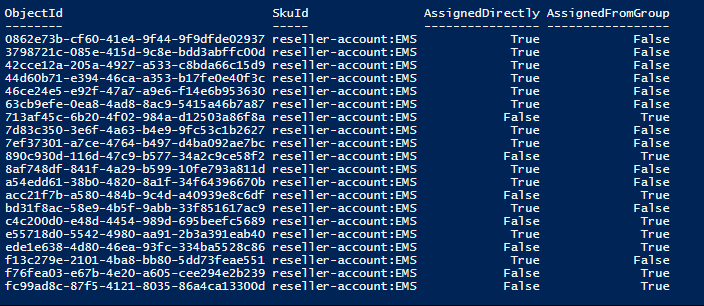 ObjectId SkuId AssignedDirectly AssignedFromGroup
-------- ----- ---------------- -----------------
0862e73b-cf60-41e4-9f44-9f9dfde02937 reseller-account:EMS True False
3798721c-085e-415d-9c8e-bdd3abffc00d reseller-account:EMS True False
42cce12a-205a-4927-a533-c8bda66c15d9 reseller-account:EMS True False
44d60b71-e394-46ca-a353-b17fe0e40f3c reseller-account:EMS True False
46ce24e5-e92f-47a7-a9e6-f14e6b953630 reseller-account:EMS True False
63cb9efe-0ea8-4ad8-8ac9-5415a46b7a87 reseller-account:EMS True False
713af45c-6b20-4f02-984a-d12503a86f8a reseller-account:EMS False True
7d83c350-3e6f-4a63-b4e9-9fc53c1b2627 reseller-account:EMS True False
7ef37301-a7ce-4764-b497-d4ba092ae7bc reseller-account:EMS True False
890c930d-116d-47c9-b577-34a2c9ce58f2 reseller-account:EMS False True
8af748df-841f-4a29-b599-10fe793a811d reseller-account:EMS True False
a54edd61-38b0-4820-8a1f-34f64396670b reseller-account:EMS True False
acc21f7b-a580-484b-9c4d-a40939e8c6df reseller-account:EMS False True
bd31f8ac-58e9-4b5f-9abb-33f851617ac9 reseller-account:EMS True False
c4c200d0-e48d-4454-989d-695beefc5689 reseller-account:EMS False True
e55718d0-5542-4980-aa91-2b3a391eab40 reseller-account:EMS True False
ede1e638-4d80-46ea-93fc-334ba5528c86 reseller-account:EMS False True
f13c279e-2101-4ba8-bb80-5dd73feae551 reseller-account:EMS True False
f76fea03-e67b-4e20-a605-cee294e2b239 reseller-account:EMS False True
fc99ad8c-87f5-4121-8035-86a4ca13300d reseller-account:EMS False True